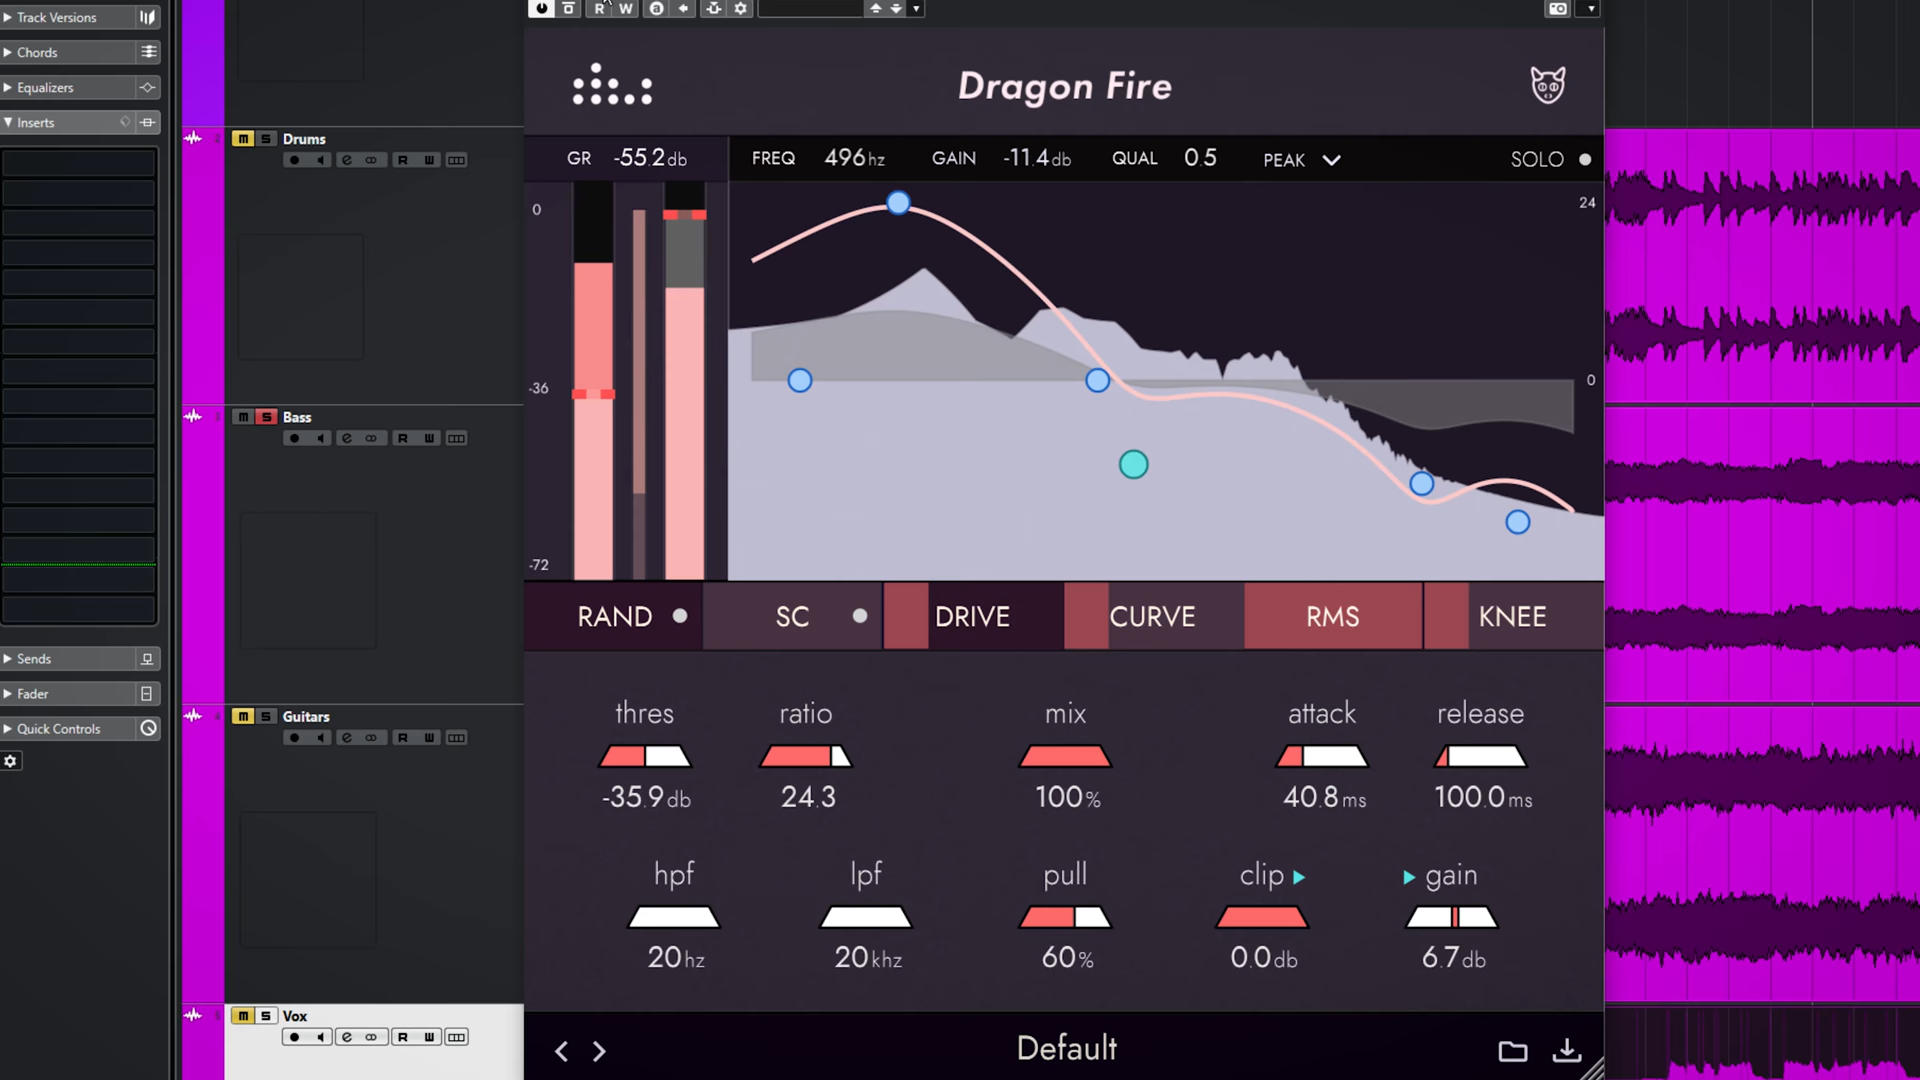 Track Versions
Chords
Equalizers
Inserts
Sends
Fader
Quick Controls
M S Drums
R W
M S Bass
R W
M S Guitars
R W
M S Vox
R W
R W
Dragon Fire
GR -55.2db
FREQ 496hz GAIN -11.4db QUAL 0.5 PEAK SOLO
0
-36
-72
24
0
RAND SC DRIVE CURVE RMS KNEE
thres ratio mix attack release
-35.9db 24.3 100% 40.8ms 100.0ms
hpf lpf pull clip gain
20hz 20khz 60% 0.0db 6.7db
Default